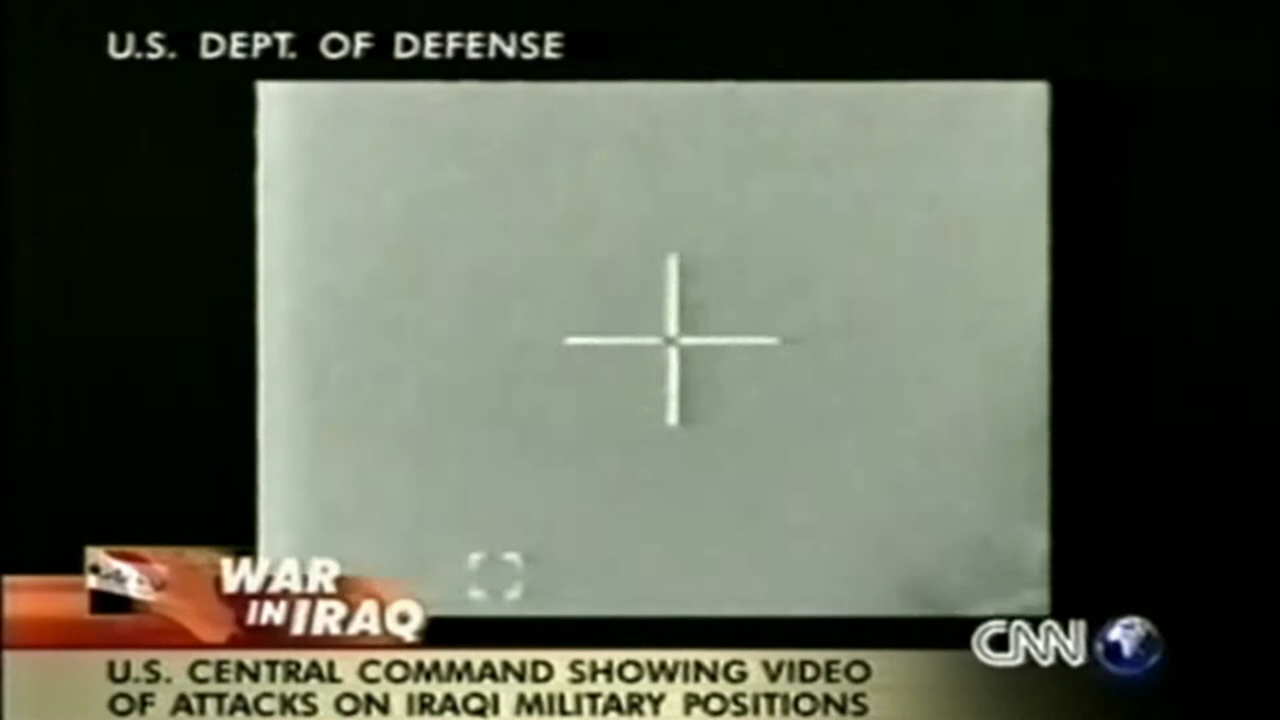 U.S. DEPT. OF DEFENSE
WAR
IN IRAQ
CNN
U.S. CENTRAL COMMAND SHOWING VIDEO
OF ATTACKS ON IRAQI MILITARY POSITIONS